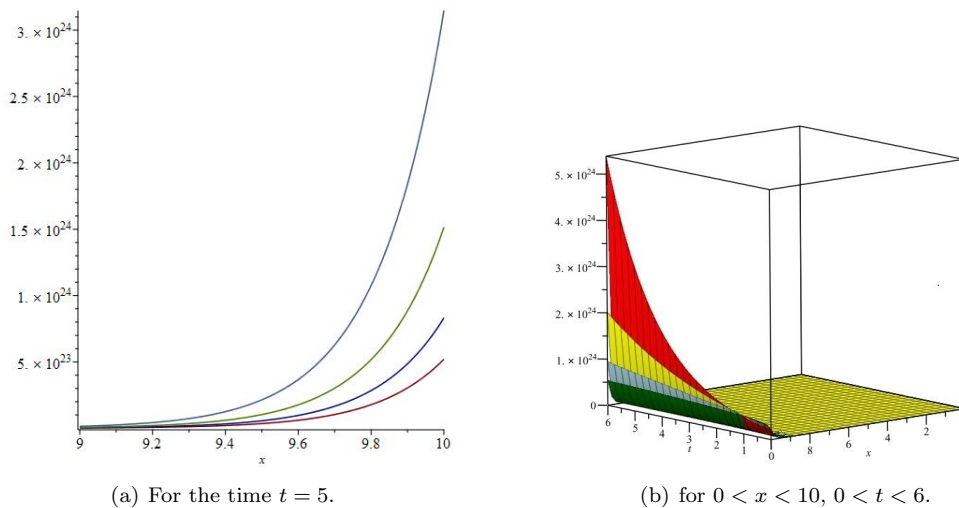 3. × 10^24
2.5 × 10^24
2. × 10^24
1.5 × 10^24
1. × 10^24
5. × 10^23
9 9.2 9.4 9.6 9.8 10
x
5. × 10^24
4. × 10^24
3. × 10^24
2. × 10^24
1. × 10^24
0
6 5 4 3 2 1 0
t
8 6 4 2
x
(a) For the time t = 5.
(b) for 0 < x < 10, 0 < t < 6.